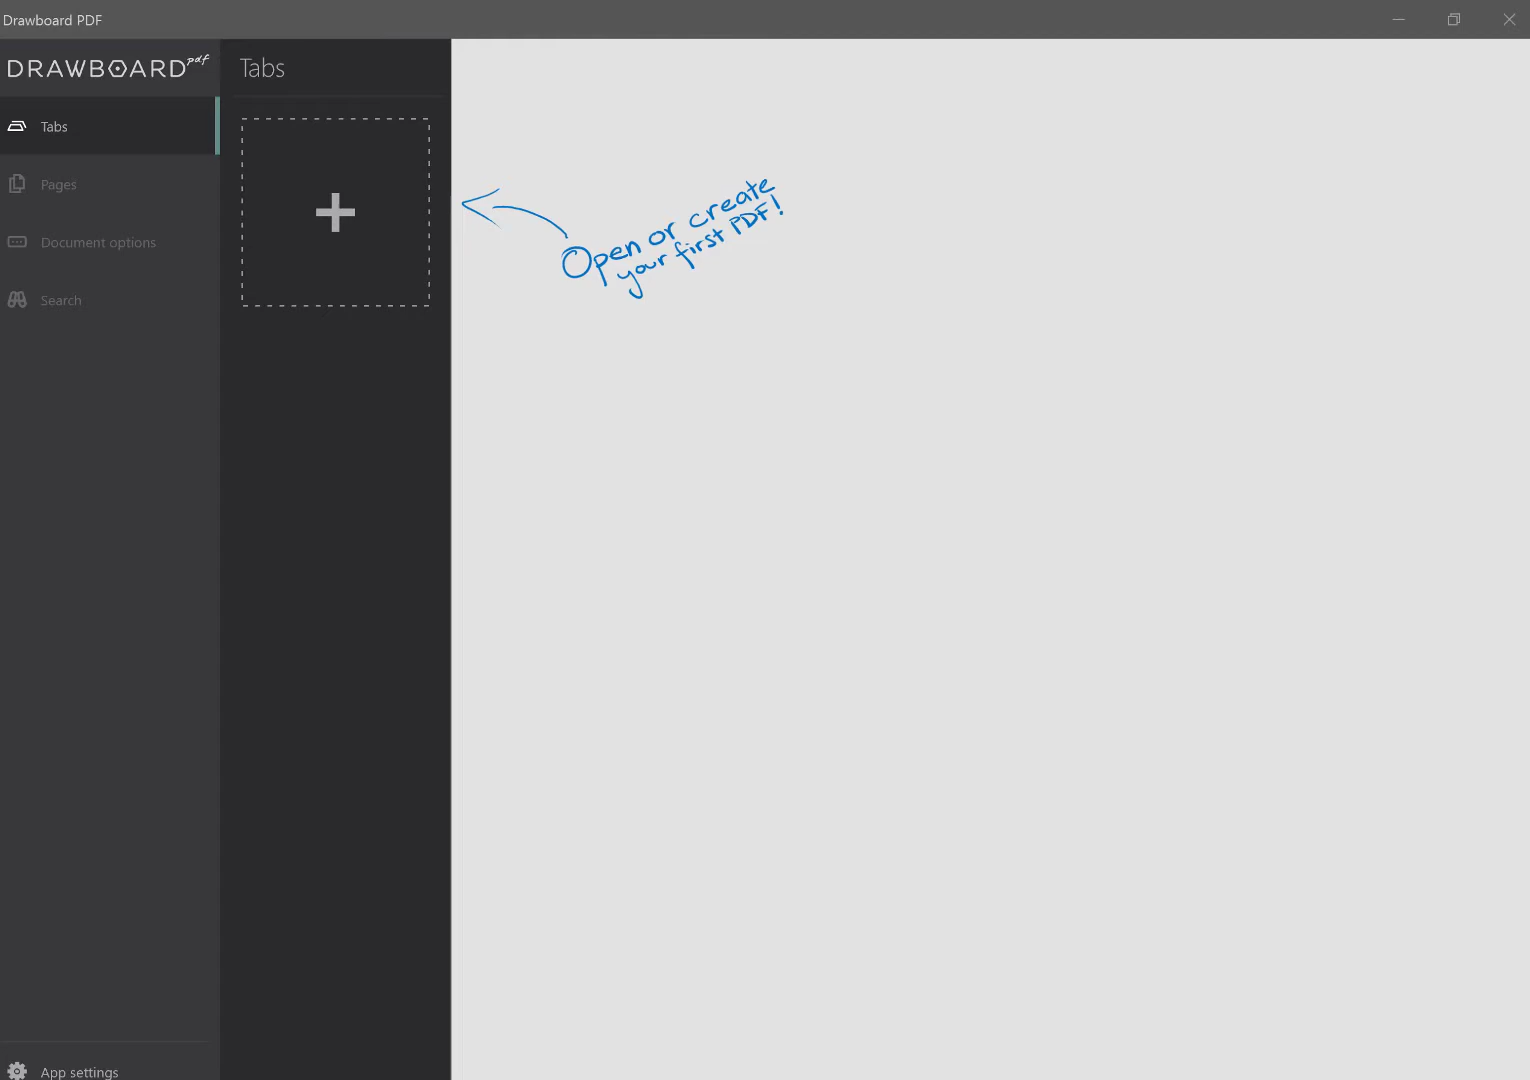 Drawboard PDF
DRAWBOARD pdf
Tabs
Tabs
Pages
Document options
Search
Open or create
your first PDF!
App settings